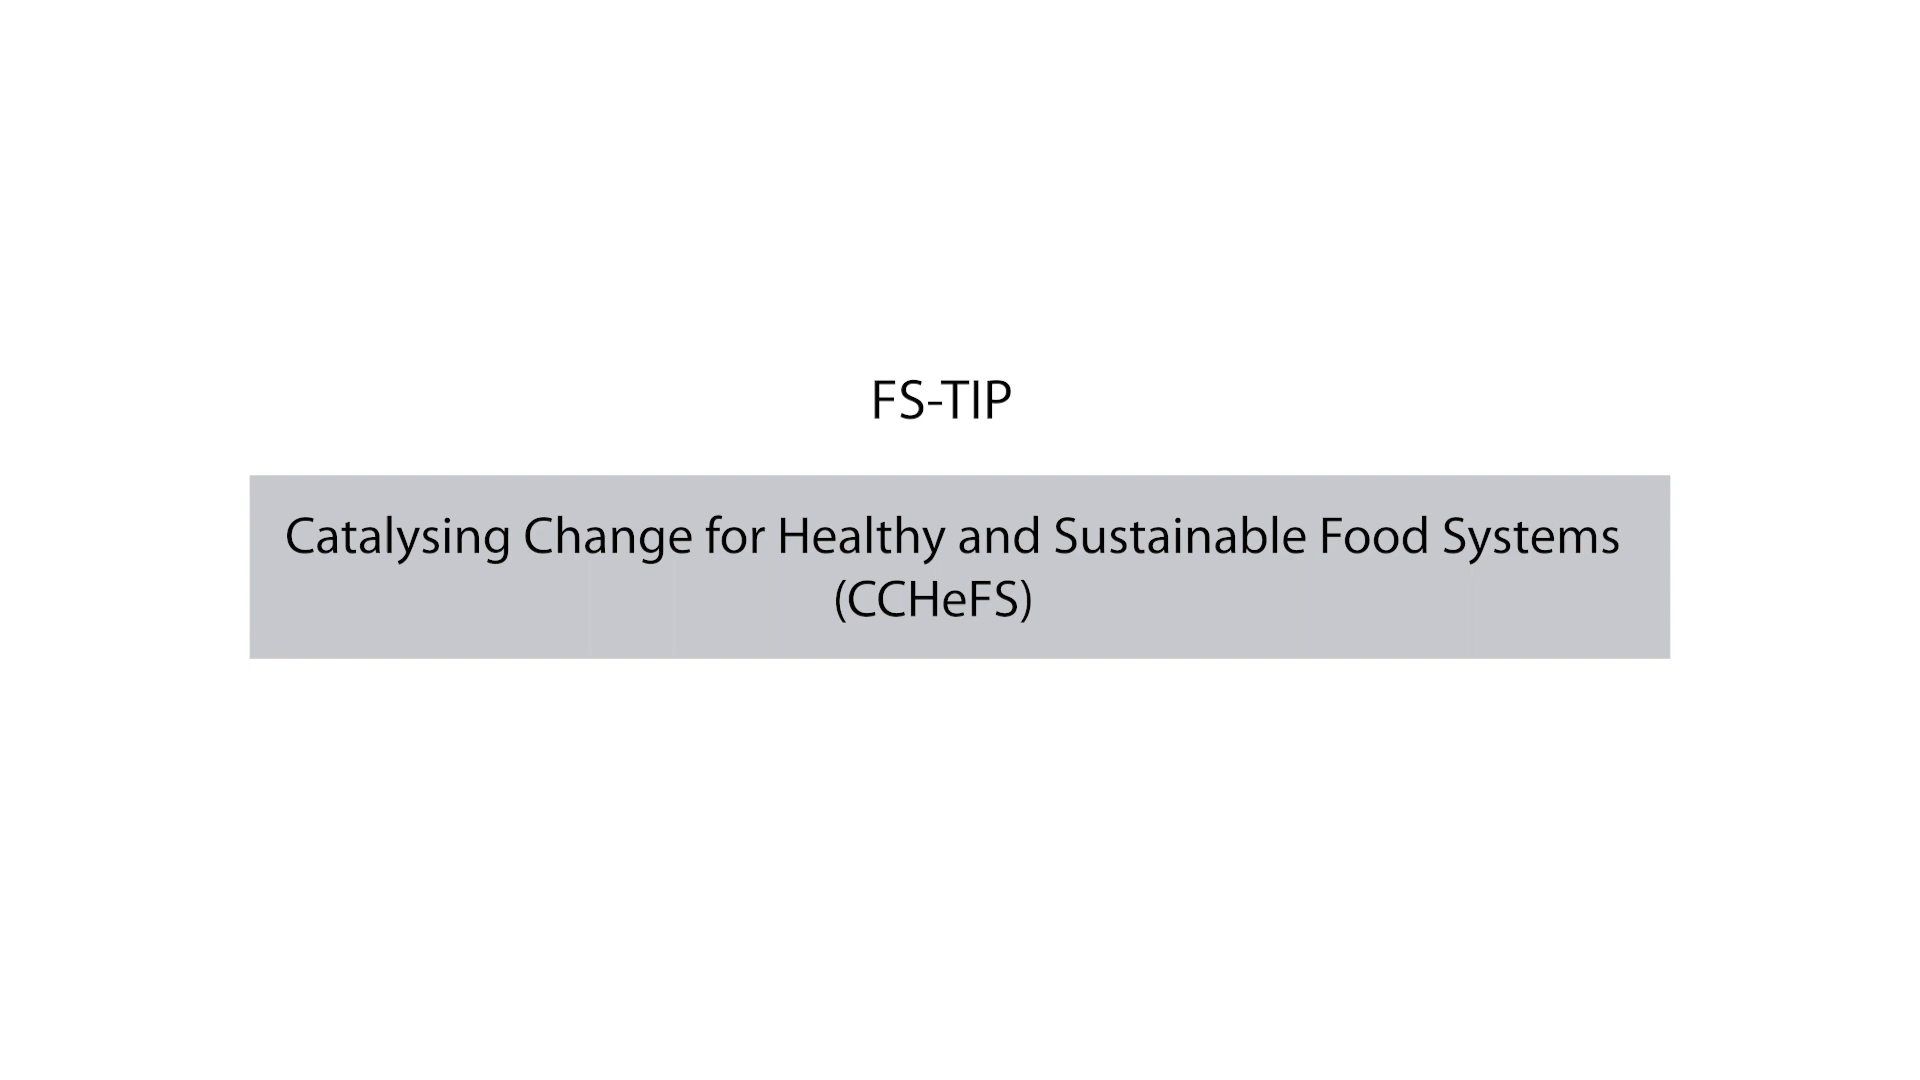 FS-TIP
Catalysing Change for Healthy and Sustainable Food Systems
(CCHeFS)